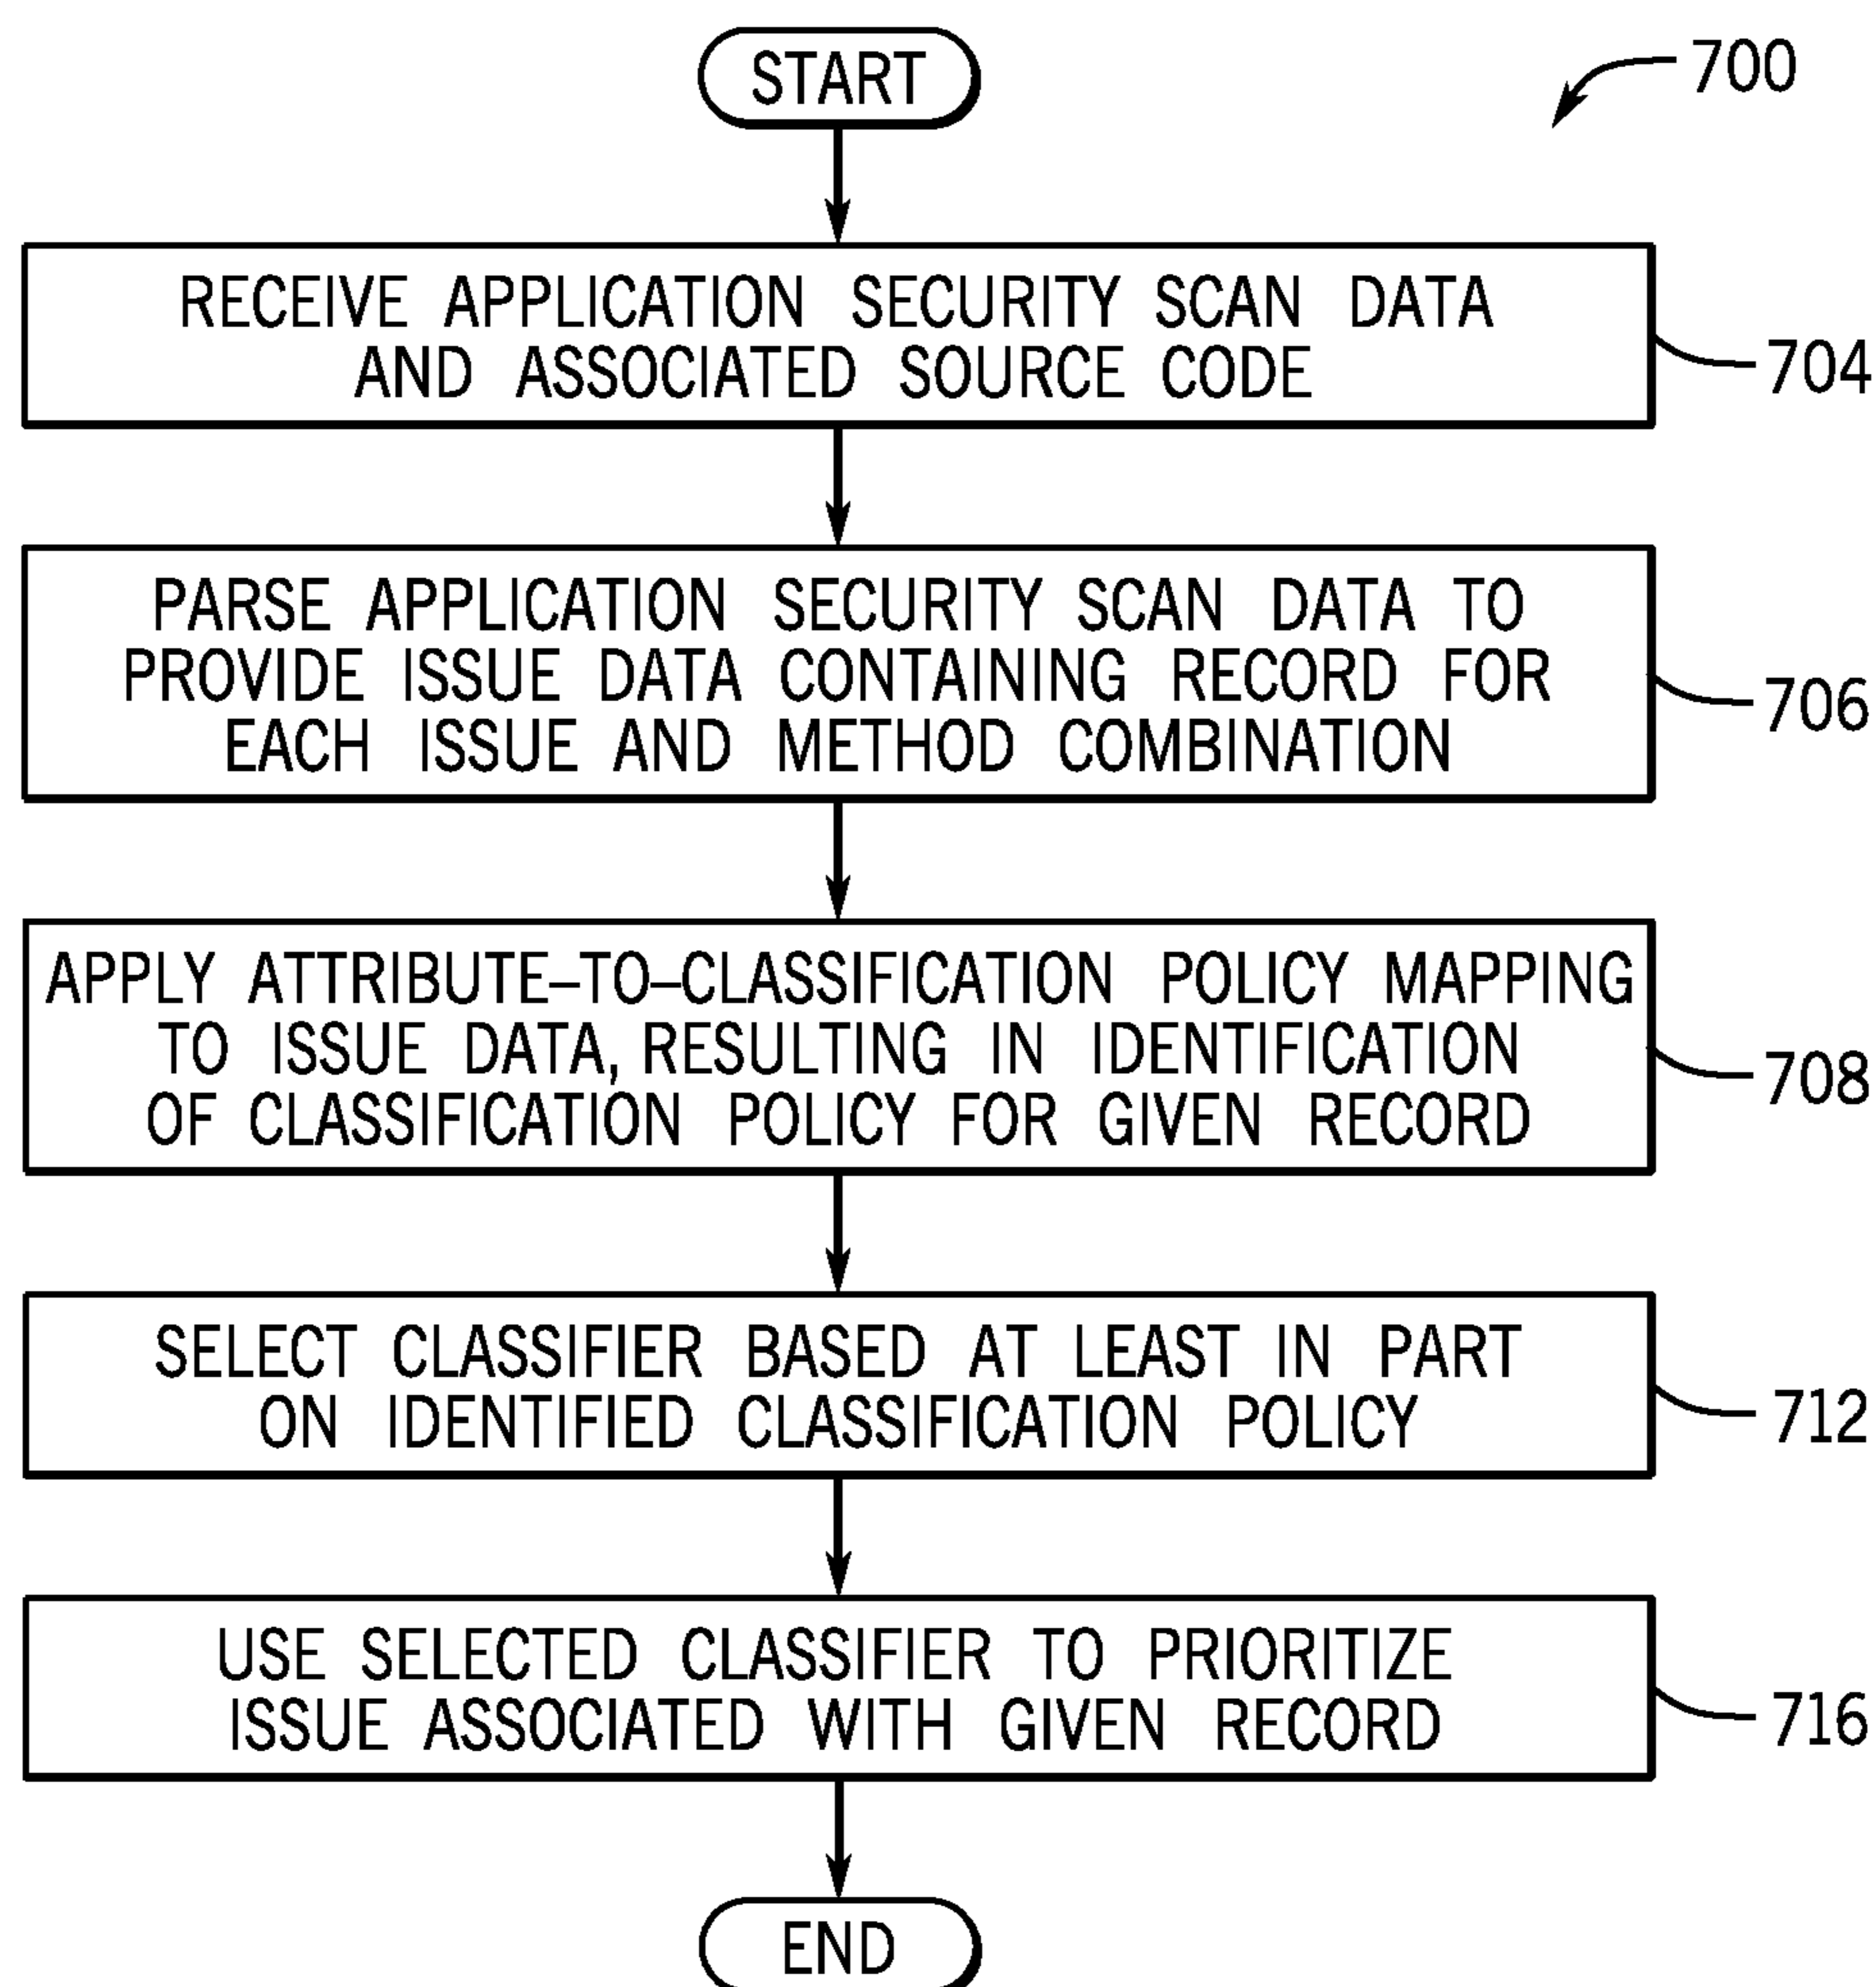 START
700
RECEIVE APPLICATION SECURITY SCAN DATA
AND ASSOCIATED SOURCE CODE
704
PARSE APPLICATION SECURITY SCAN DATA TO
PROVIDE ISSUE DATA CONTAINING RECORD FOR
EACH ISSUE AND METHOD COMBINATION
706
APPLY ATTRIBUTE–TO–CLASSIFICATION POLICY MAPPING
TO ISSUE DATA, RESULTING IN IDENTIFICATION
OF CLASSIFICATION POLICY FOR GIVEN RECORD
708
SELECT CLASSIFIER BASED AT LEAST IN PART
ON IDENTIFIED CLASSIFICATION POLICY
712
USE SELECTED CLASSIFIER TO PRIORITIZE
ISSUE ASSOCIATED WITH GIVEN RECORD
716
END